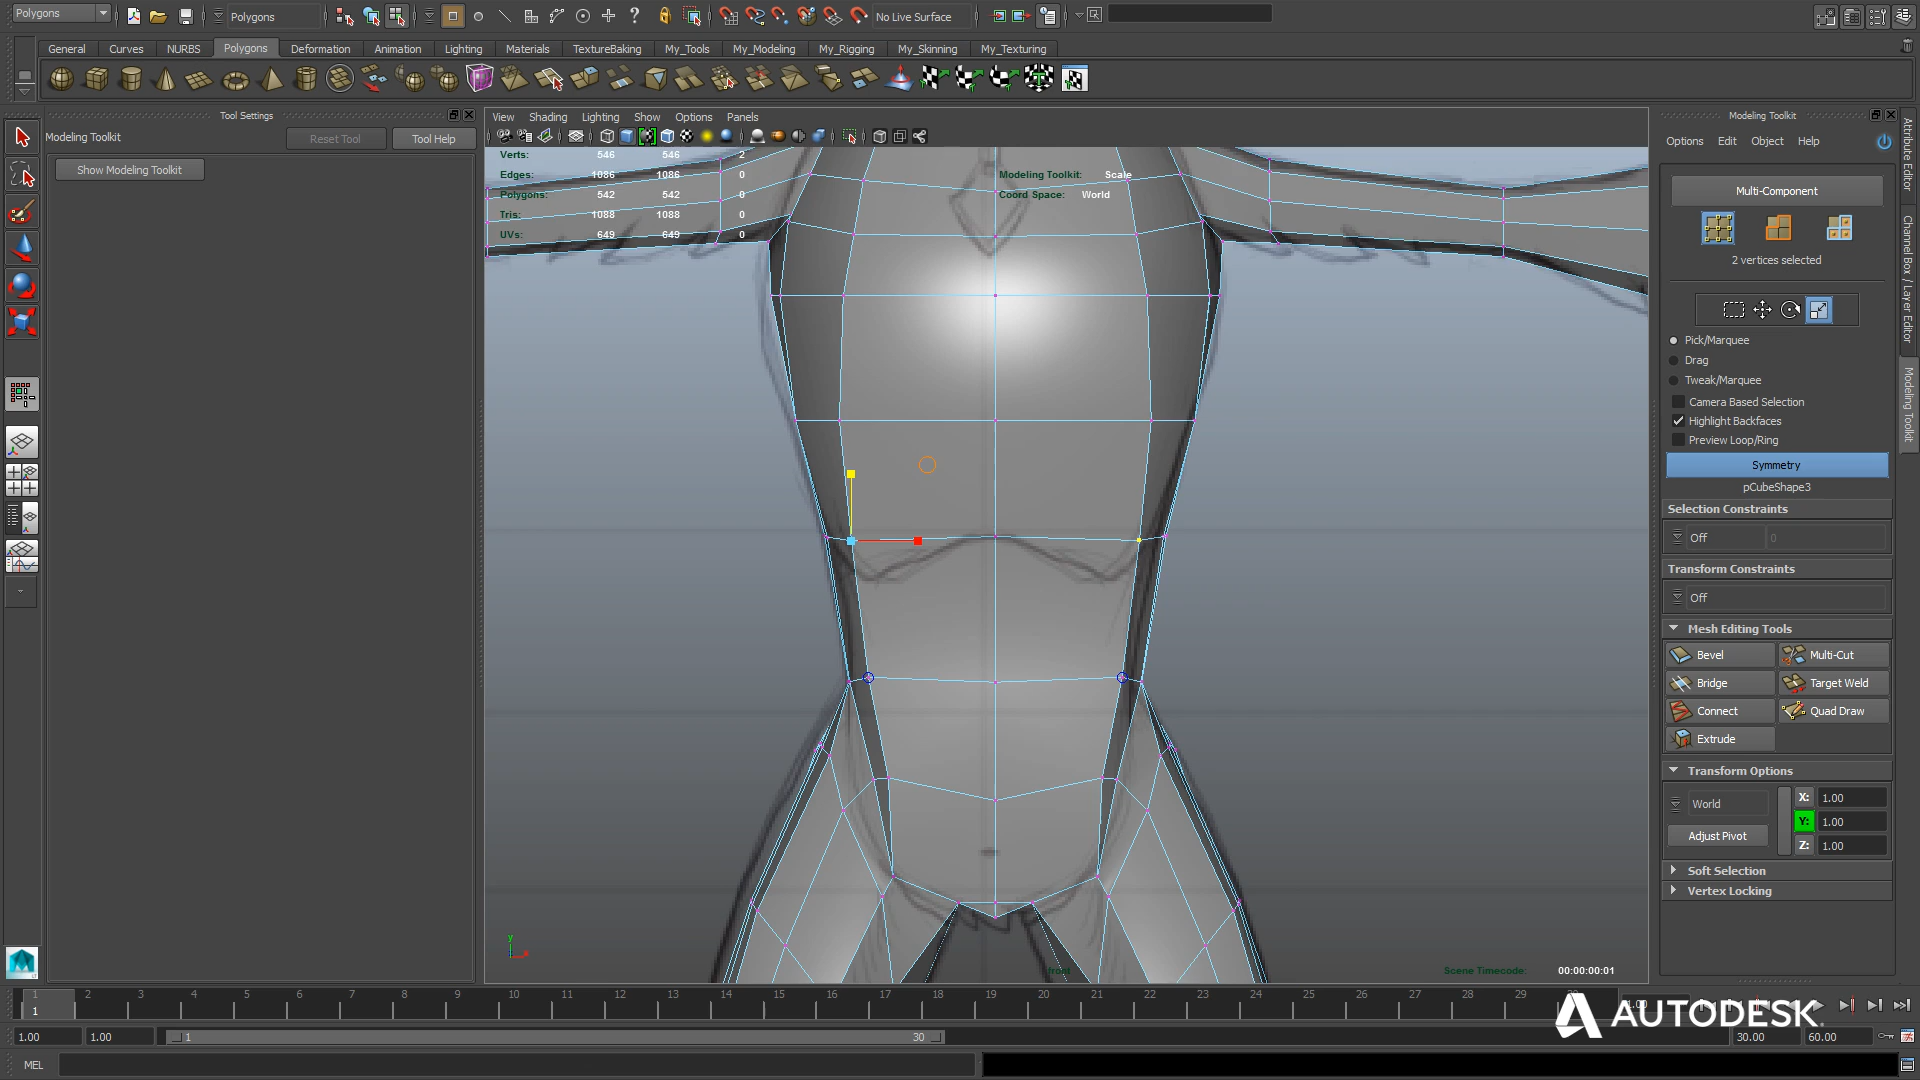 Polygons
Polygons
No Live Surface
General Curves NURBS Polygons Deformation Animation Lighting Materials TextureBaking My_Tools My_Modeling My_Rigging My_Skinning My_Texturing
Tool Settings
Modeling Toolkit
Reset Tool
Tool Help
Show Modeling Toolkit
View Shading Lighting Show Options Panels
Verts: 546 546 2
Edges: 1086 1086 0
Polygons: 542 542 0
Tris: 1088 1088 0
UVs: 649 649 0
Modeling Toolkit: Scale
Coord Space: World
front
Scene Timecode: 00:00:00:01
Modeling Toolkit
Options Edit Object Help
Multi-Component
2 vertices selected
Pick/Marquee
Drag
Tweak/Marquee
Camera Based Selection
Highlight Backfaces
Preview Loop/Ring
Symmetry
pCubeShape3
Selection Constraints
Off 0
Transform Constraints
Off
Mesh Editing Tools
Bevel Multi-Cut
Bridge Target Weld
Connect Quad Draw
Extrude
Transform Options
World
Adjust Pivot
X: 1.00
Y: 1.00
Z: 1.00
Soft Selection
Vertex Locking
Attribute Editor
Channel Box / Layer Editor
Modeling Toolkit
1 2 3 4 5 6 7 8 9 10 11 12 13 14 15 16 17 18 19 20 21 22 23 24 25 26 27 28 29
1
AUTODESK.
1.00 1.00 1 30 30.00 60.00
MEL